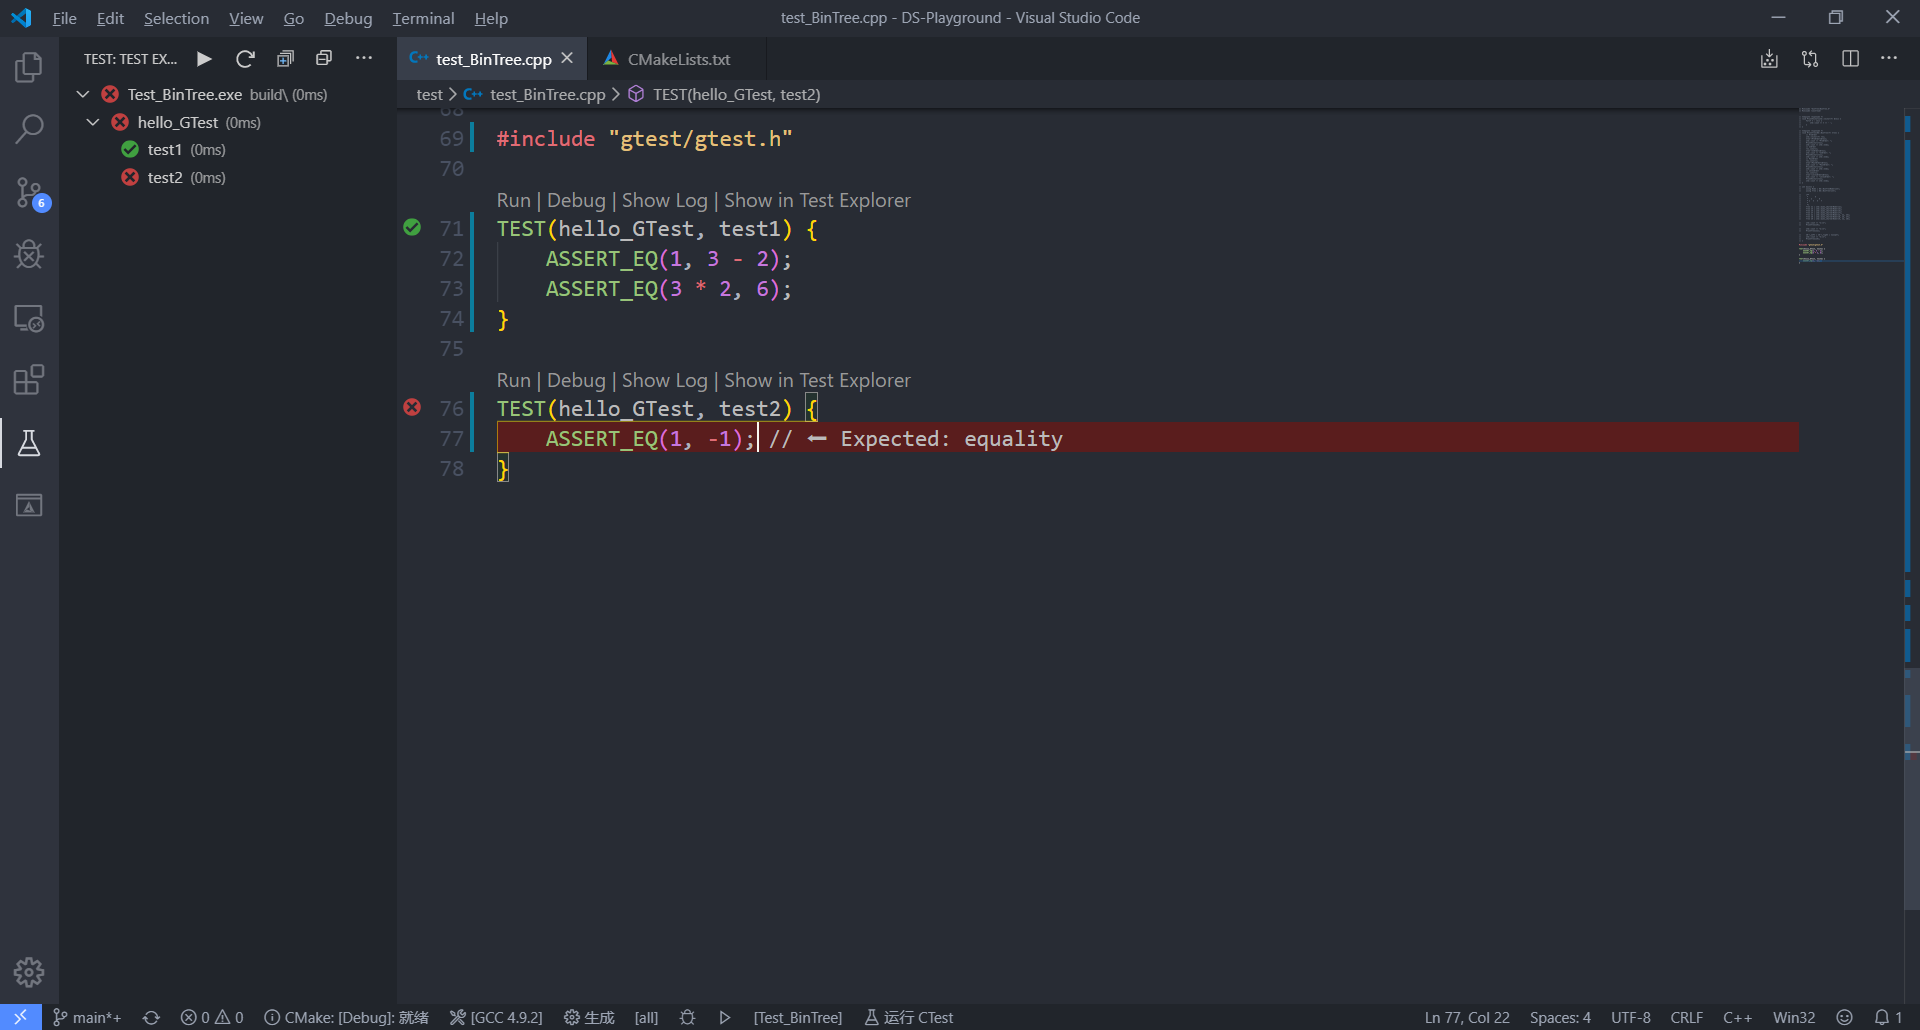 File Edit Selection View Go Debug Terminal Help test_BinTree.cpp - DS-Playground - Visual Studio Code
TEST: TEST EX...
Test_BinTree.exe build\ (0ms)
hello_GTest (0ms)
test1 (0ms)
test2 (0ms)
6
test_BinTree.cpp CMakeLists.txt
test > test_BinTree.cpp > TEST(hello_GTest, test2)
68
69 #include "gtest/gtest.h"
70
Run | Debug | Show Log | Show in Test Explorer
71 TEST(hello_GTest, test1) {
72 ASSERT_EQ(1, 3 - 2);
73 ASSERT_EQ(3 * 2, 6);
74 }
75
Run | Debug | Show Log | Show in Test Explorer
76 TEST(hello_GTest, test2) {
77 ASSERT_EQ(1, -1); // ⬅ Expected: equality
78 }
main*+ 0 0 CMake: [Debug]: 就绪 [GCC 4.9.2] 生成 [all] [Test_BinTree] 运行 CTest Ln 77, Col 22 Spaces: 4 UTF-8 CRLF C++ Win32 1